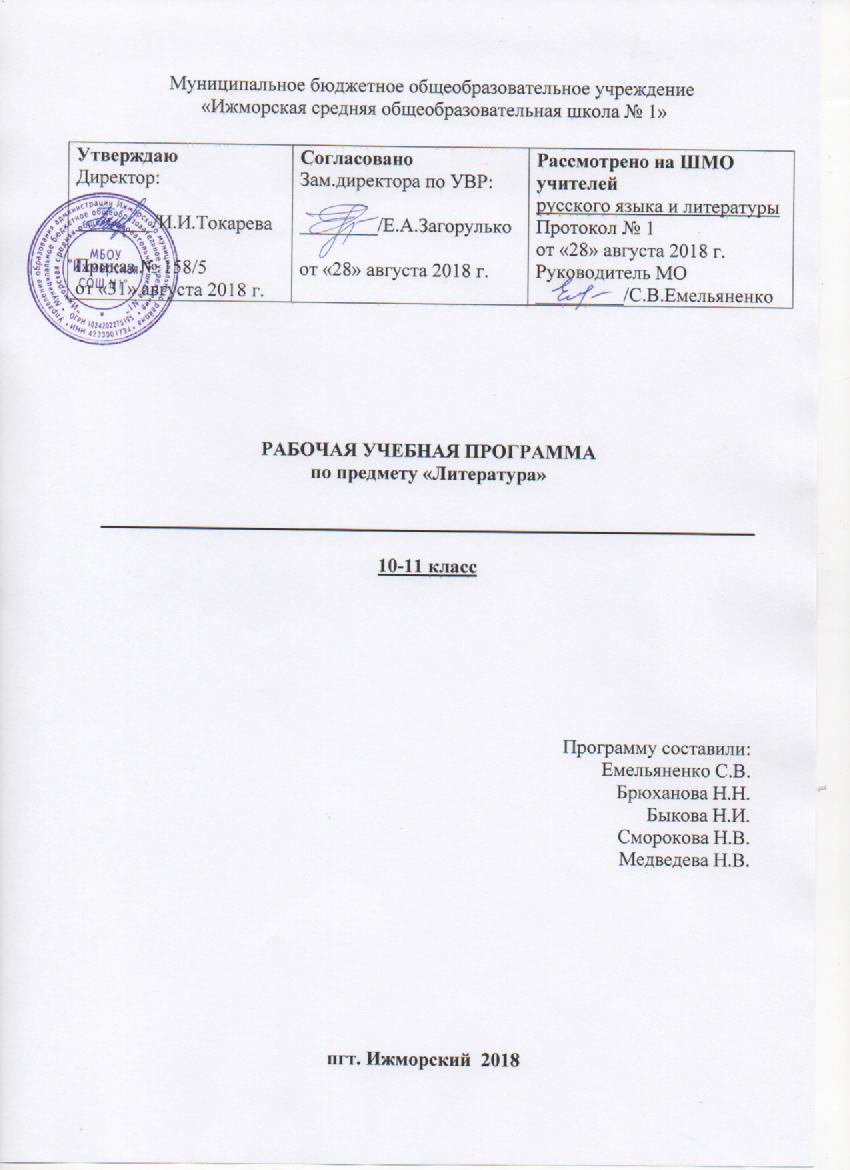 Муниципальное бюджетное общеобразовательное учреждение
«Ижморская средняя общеобразовательная школа № 1»
Утверждаю
Директор:
/И.И.Токарева
Приказ № 158/5
от «31» августа 2018 г.
Согласовано
Зам.директора по УВР:
/Е.А.Загорулько
от «28» августа 2018 г.
Рассмотрено на ШМО
учителей
русского языка и литературы
Протокол № 1
от «28» августа 2018 г.
Руководитель МО
/С.В.Емельяненко
МБОУ
РАБОЧАЯ УЧЕБНАЯ ПРОГРАММА
по предмету «Литература»
10-11 класс
Программу составили:
Емельяненко С.В.
Брюханова Н.Н.
Быкова Н.И.
Сморокова Н.В.
Медведева Н.В.
пгт. Ижморский 2018